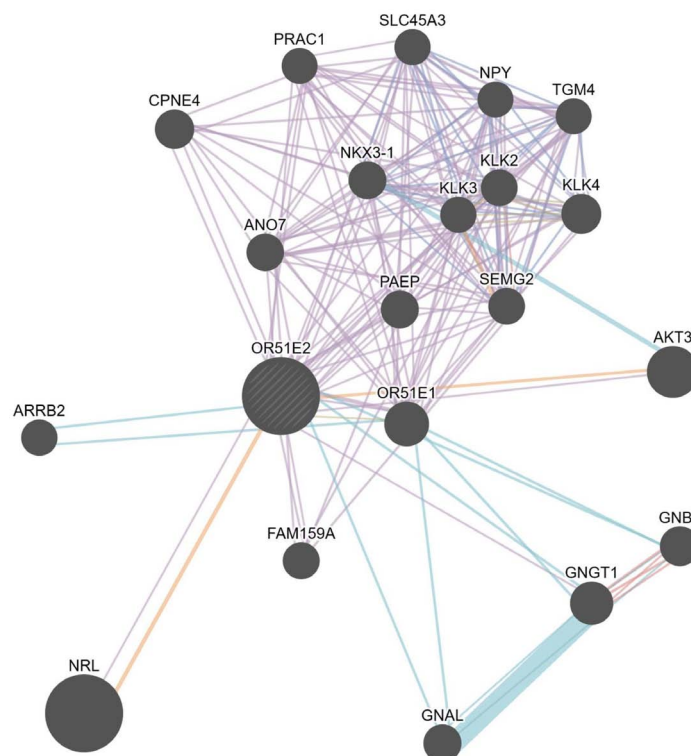 SLC45A3
PRAC1
NPY
TGM4
CPNE4
NKX3-1
KLK2
KLK3
KLK4
ANO7
PAEP
SEMG2
OR51E2
AKT3
OR51E1
ARRB2
FAM159A
GNB
GNGT1
NRL
GNAL